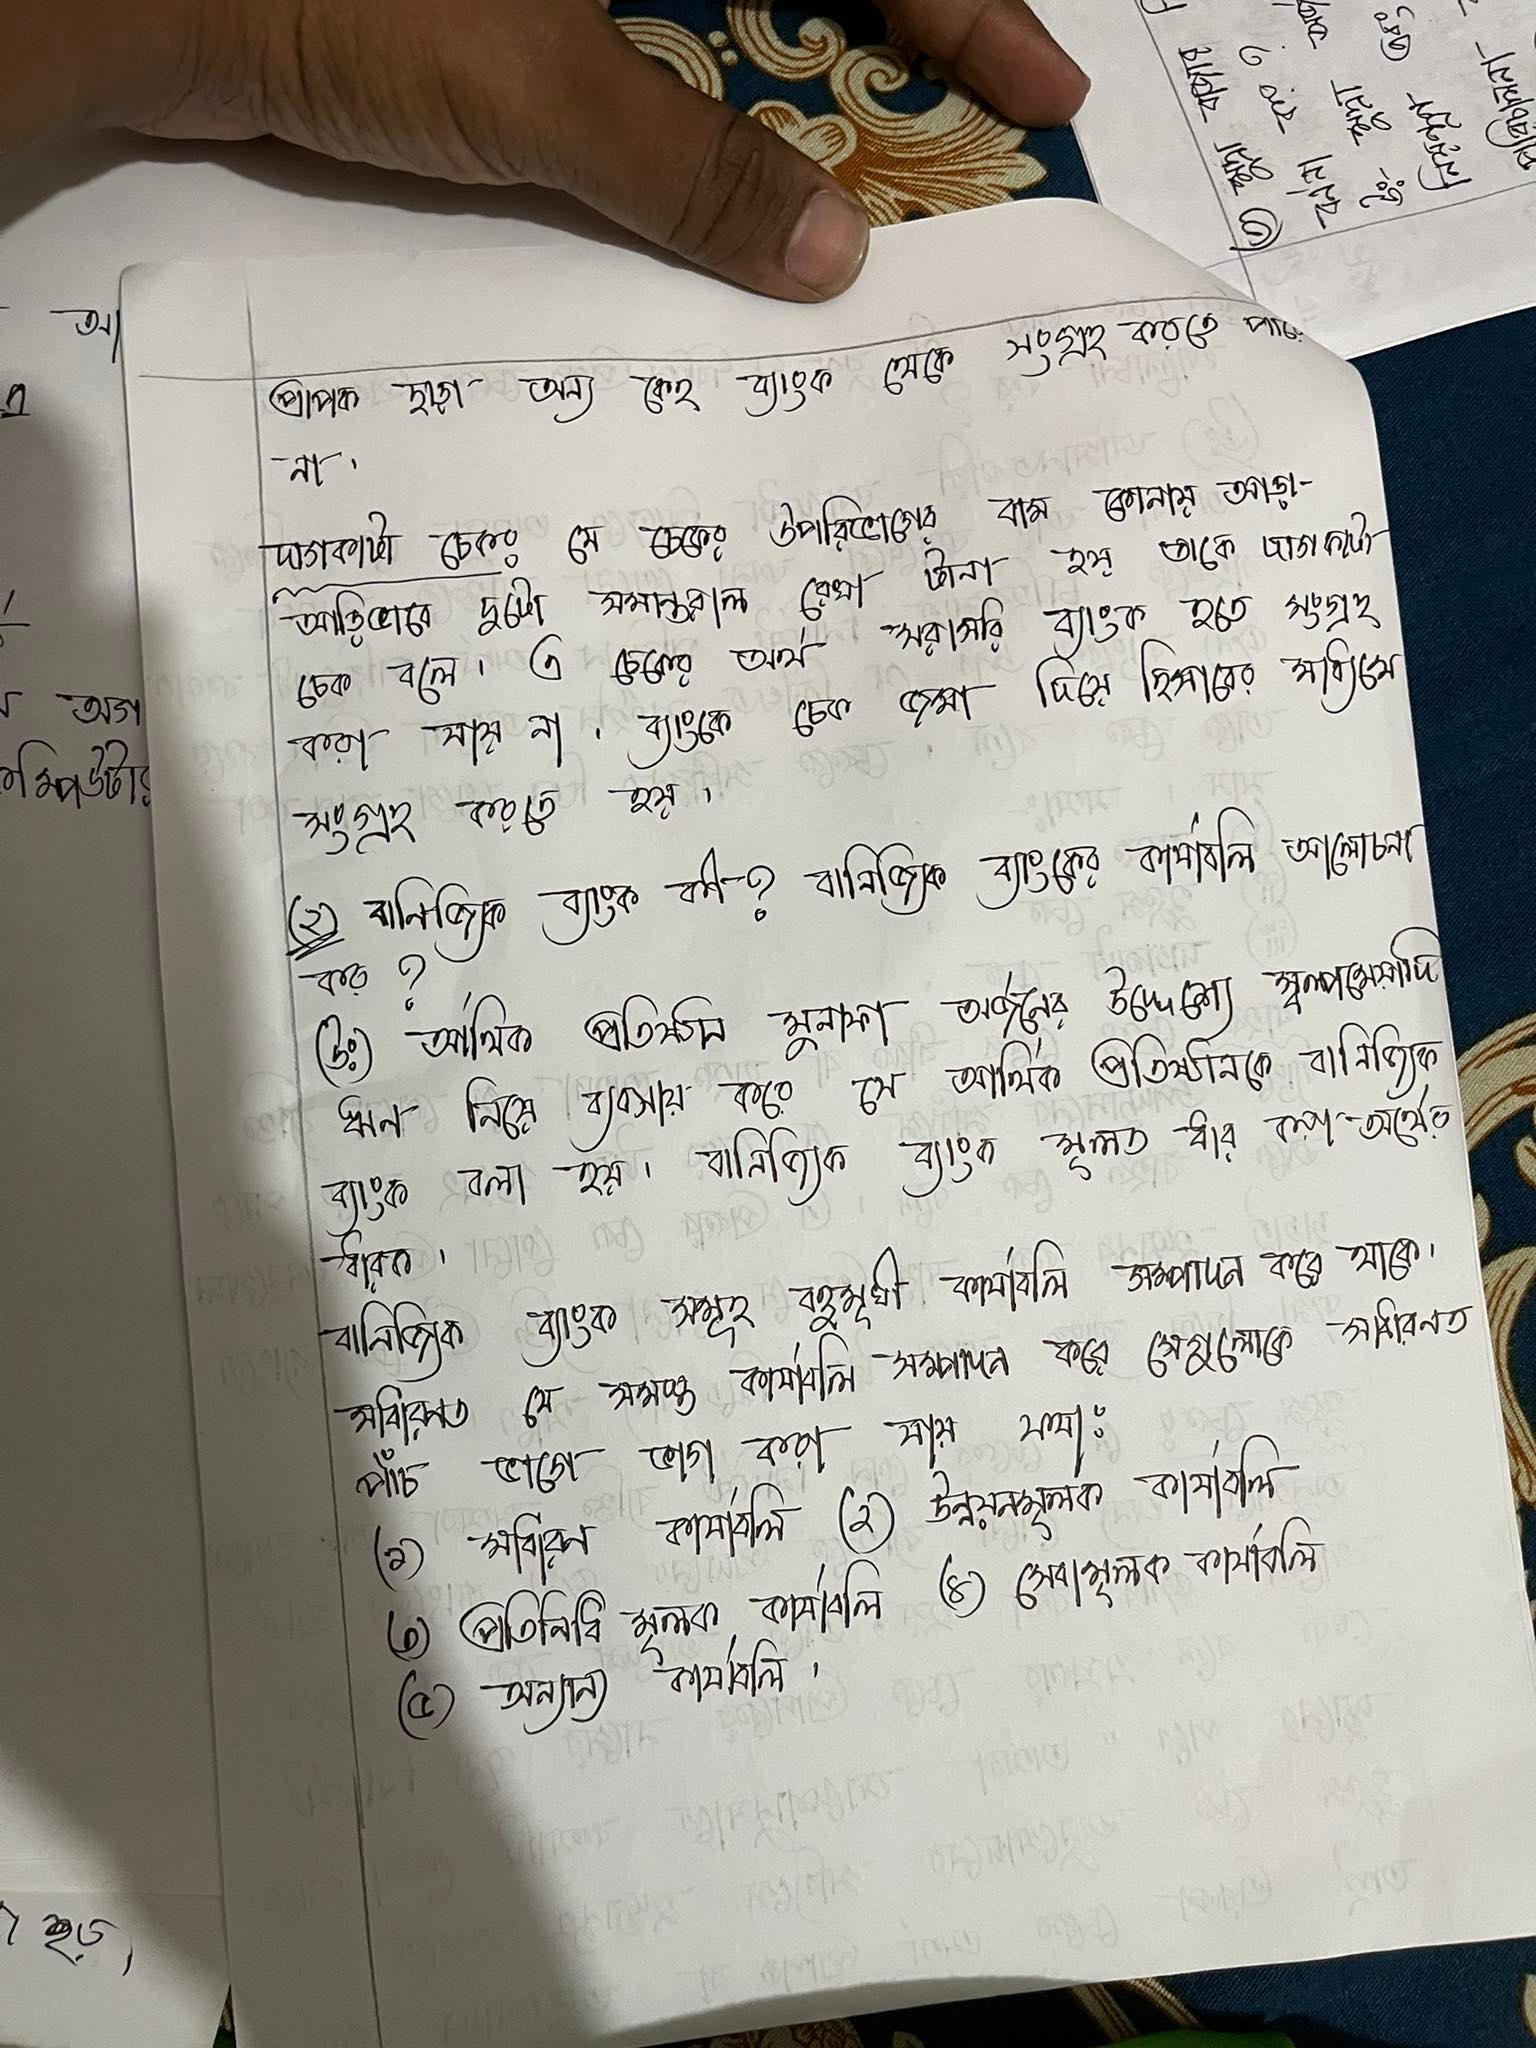 প্রাপক ছাড়া অন্য কেহ ব্যাংক থেকে সংগ্রহ করতে পারে
না।
দাগকাটা চেকঃ যে চেকের উপরিভাগের বাম কোনায় আড়া-
আড়িভাবে দুটো সমান্তরাল রেখা টানা হয় তাকে দাগকাটা
চেক বলে। এ চেকের অর্থ সরাসরি ব্যাংক হতে সংগ্রহ
করা যায় না। ব্যাংকে চেক জমা দিয়ে হিসাবের মাধ্যিমে
সংগ্রহ করতে হয়।
(২) বানিজ্যিক ব্যাংক কী? বানিজ্যিক ব্যাংকের কার্যাবলি আলোচনা
কর?
(উঃ) আর্থিক প্রতিষ্ঠান মুনাফা অর্জনের উদ্দেশ্যে স্বল্পমেয়াদি
ঋন নিয়ে ব্যবসায় করে সে আর্থিক প্রতিষ্ঠানকে বানিজ্যিক
ব্যাংক বলা হয়। বানিজ্যিক ব্যাংক মূলত ধার করা অর্থের
ধারক।
বানিজ্যিক ব্যাংক সমূহ বহুমূখী কার্যাবলি সম্পাদন করে থাকে।
সাধারনত যে সমস্ত কার্যাবলি সম্পাদন করে সেগুলোকে সাধারনত
পাঁচ ভাগে ভাগ করা যায় যথা:
(১) সাধারন কার্যাবলি (২) উন্নয়নমূলক কার্যাবলি
(৩) প্রতিনিধি মূলক কার্যাবলি (৪) সেবামূলক কার্যাবলি
(৫) অন্যান্য কার্যাবলি।